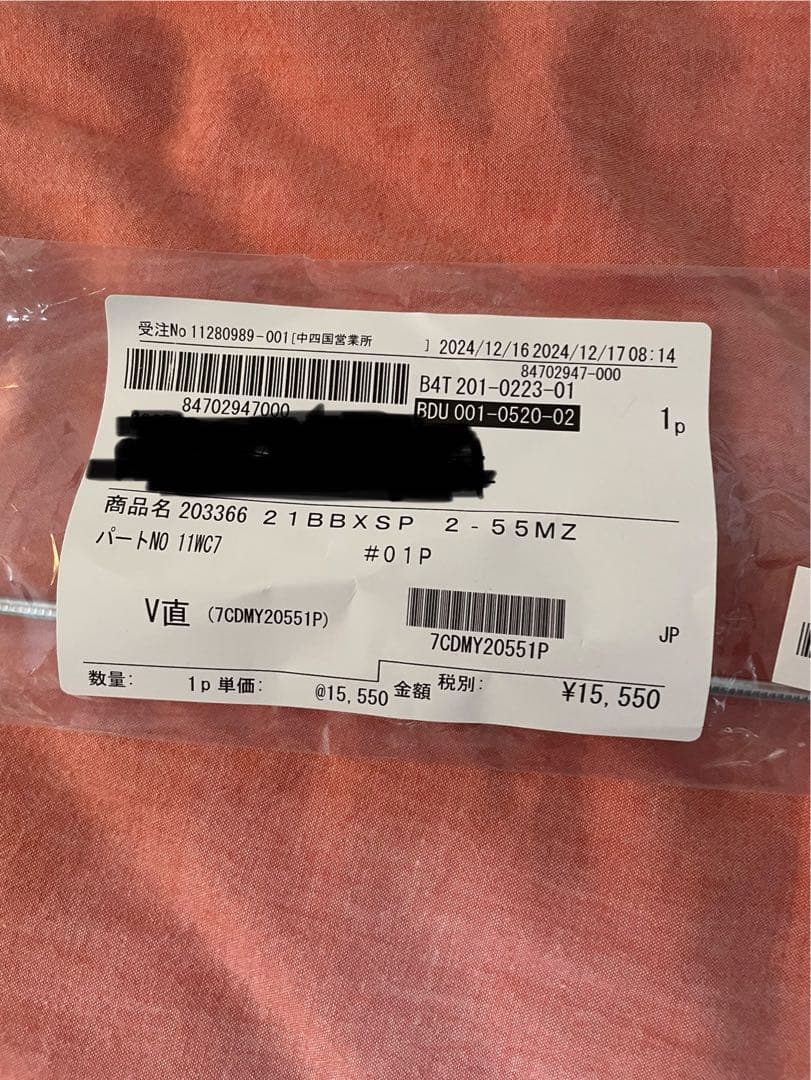 受注No 11280989-001[中四国営業所 ] 2024/12/16 2024/12/17 08:14
84702947-000
B4T 201-0223-01
84702947000
BDU 001-0520-02 1p
商品名 203366 21BBXSP 2-55MZ
パートNO 11WC7 #01P
V直 (7CDMY20551P)
7CDMY20551P JP
数量: 1p 単価: @15,550 金額 税別: ¥15,550